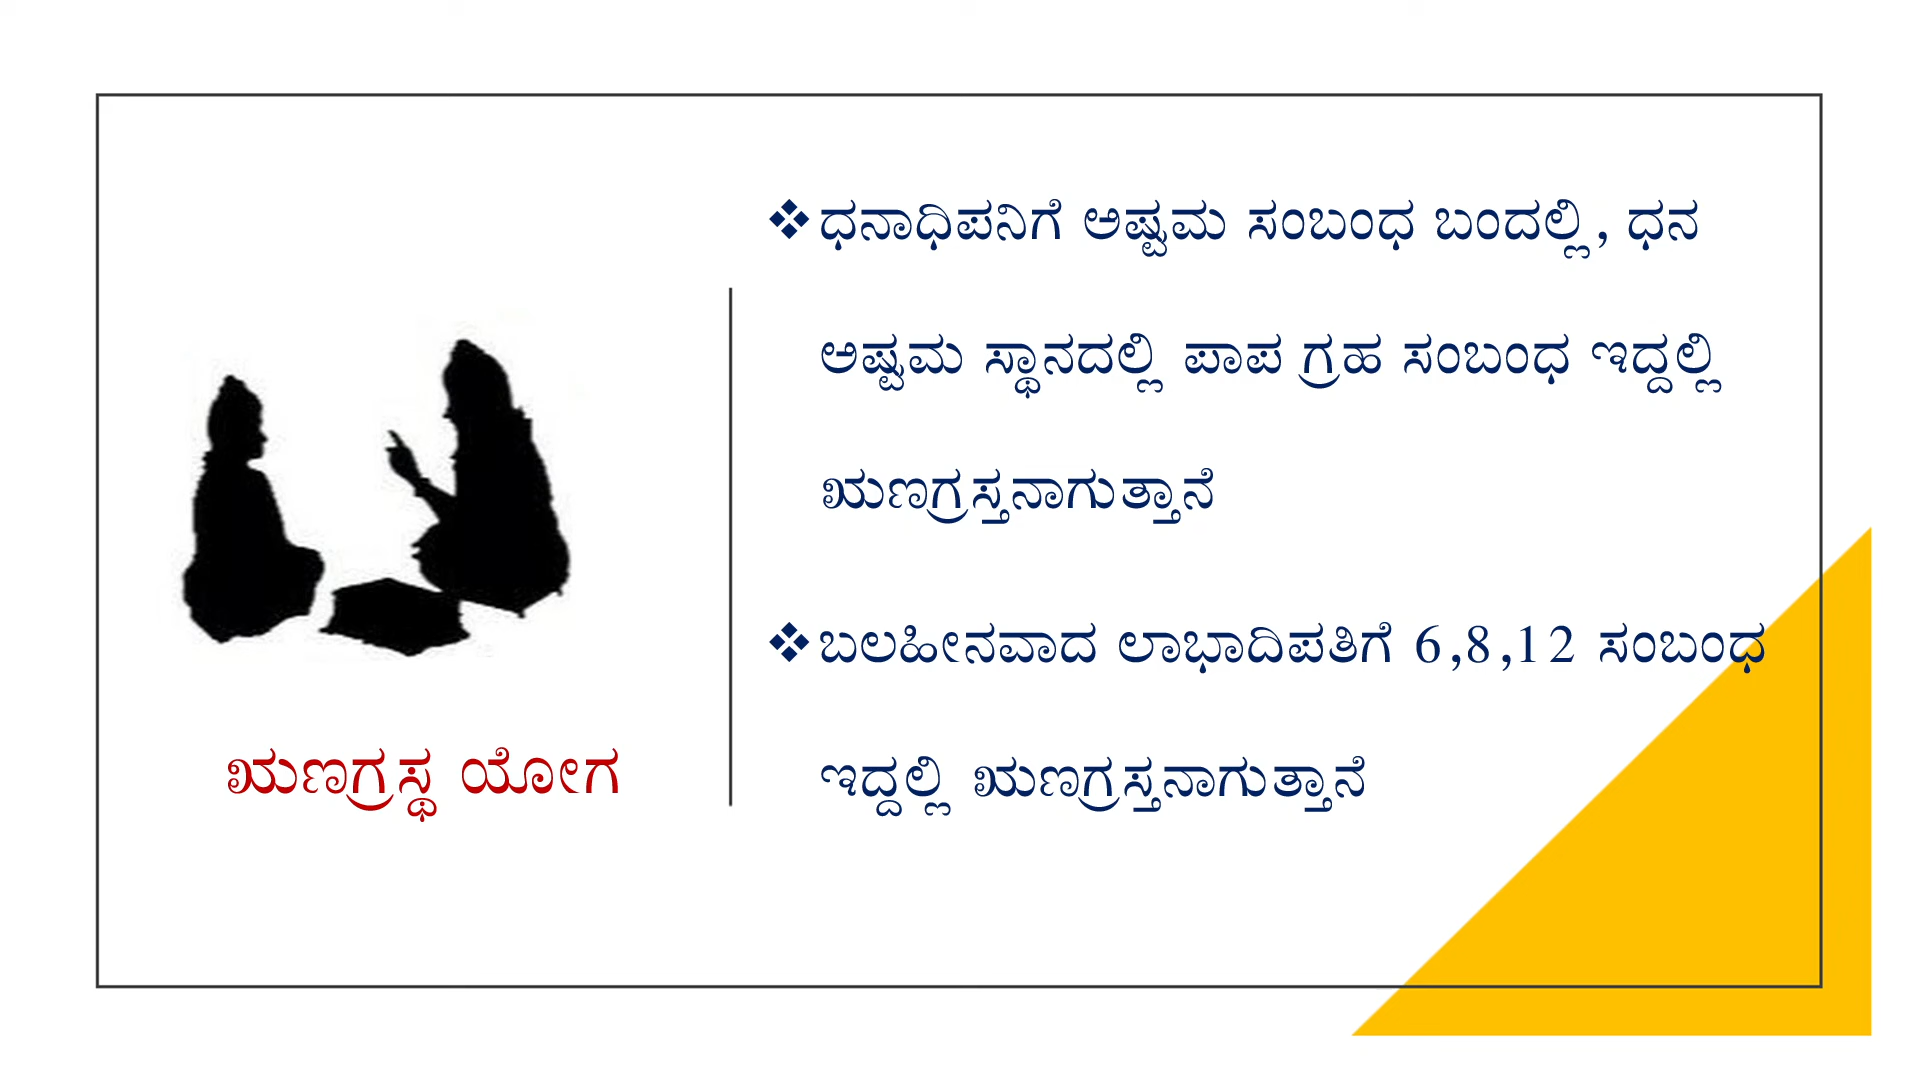 ❖ಧನಾಧಿಪನಿಗೆ ಅಷ್ಟಮ ಸಂಬಂಧ ಬಂದಲ್ಲಿ, ಧನ
ಅಷ್ಟಮ ಸ್ಥಾನದಲ್ಲಿ ಪಾಪ ಗ್ರಹ ಸಂಬಂಧ ಇದ್ದಲ್ಲಿ
ಋಣಗ್ರಸ್ತನಾಗುತ್ತಾನೆ
❖ಬಲಹೀನವಾದ ಲಾಭಾದಿಪತಿಗೆ 6,8,12 ಸಂಬಂಧ
ಇದ್ದಲ್ಲಿ ಋಣಗ್ರಸ್ತನಾಗುತ್ತಾನೆ
ಋಣಗ್ರಸ್ಥ ಯೋಗ